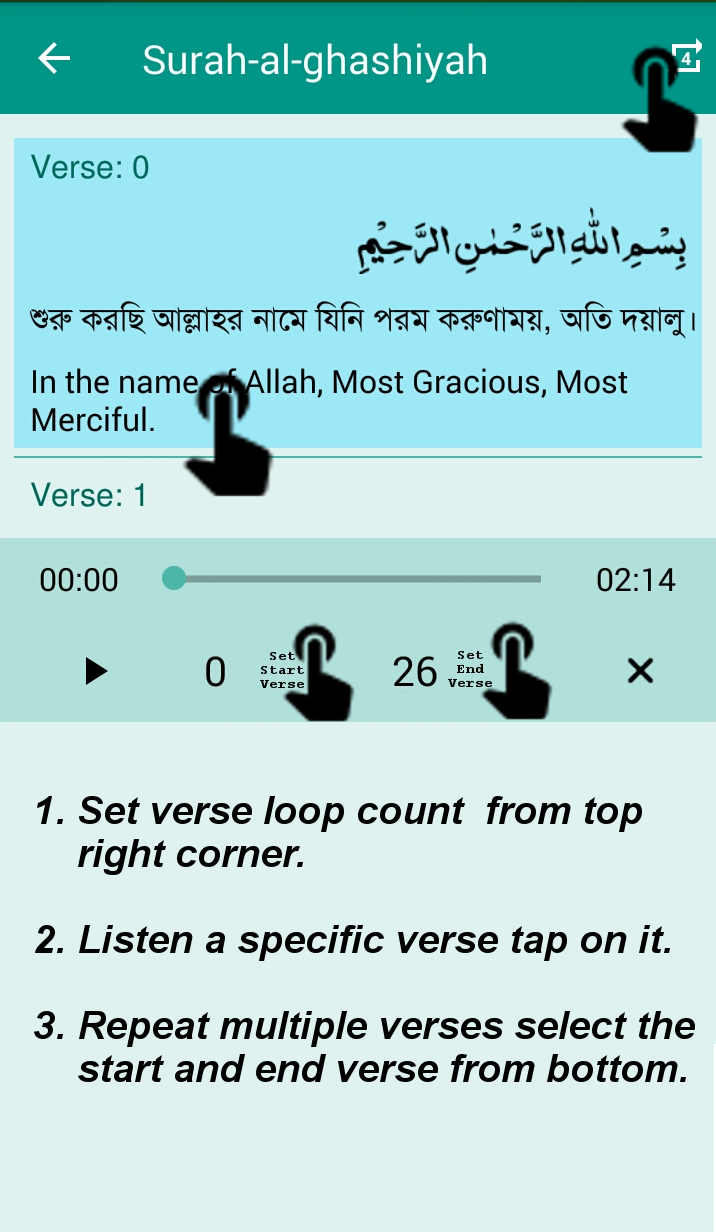 Surah-al-ghashiyah
4
Verse: 0
بِسْمِ اللهِ الرَّحْمٰنِ الرَّحِيْمِ
শুরু করছি আল্লাহর নামে যিনি পরম করুণাময়, অতি দয়ালু।
In the name of Allah, Most Gracious, Most
Merciful.
Verse: 1
00:00 02:14
0 Set Start Verse 26 Set End Verse
1. Set verse loop count from top
right corner.
2. Listen a specific verse tap on it.
3. Repeat multiple verses select the
start and end verse from bottom.